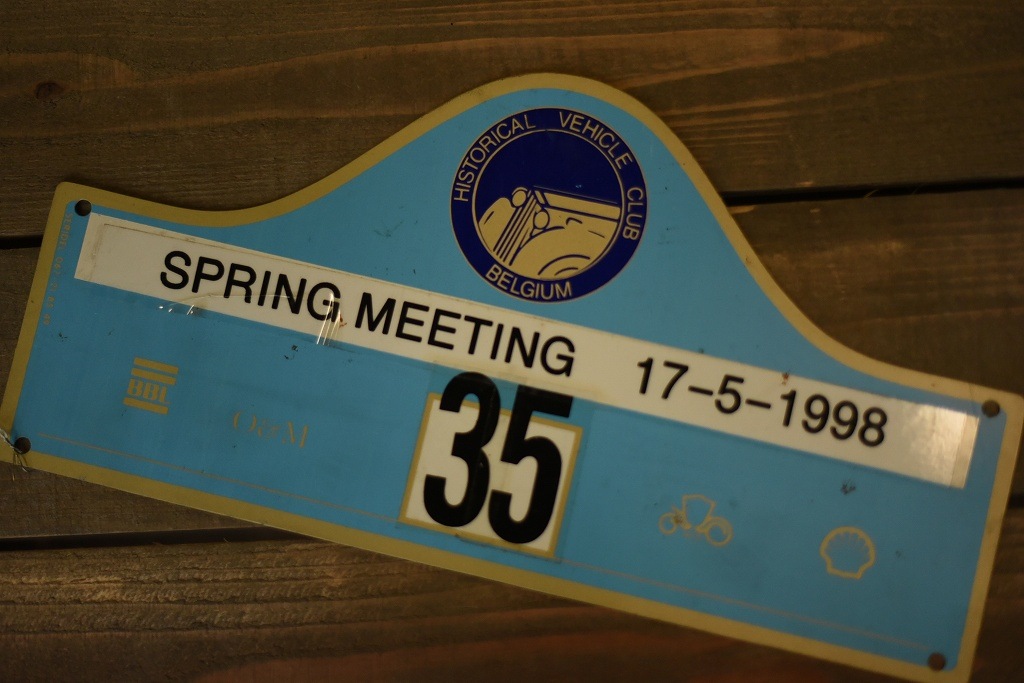 HISTORICAL VEHICLE CLUB
BELGIUM
SPRING MEETING 17-5-1998
35
BBL
O&M